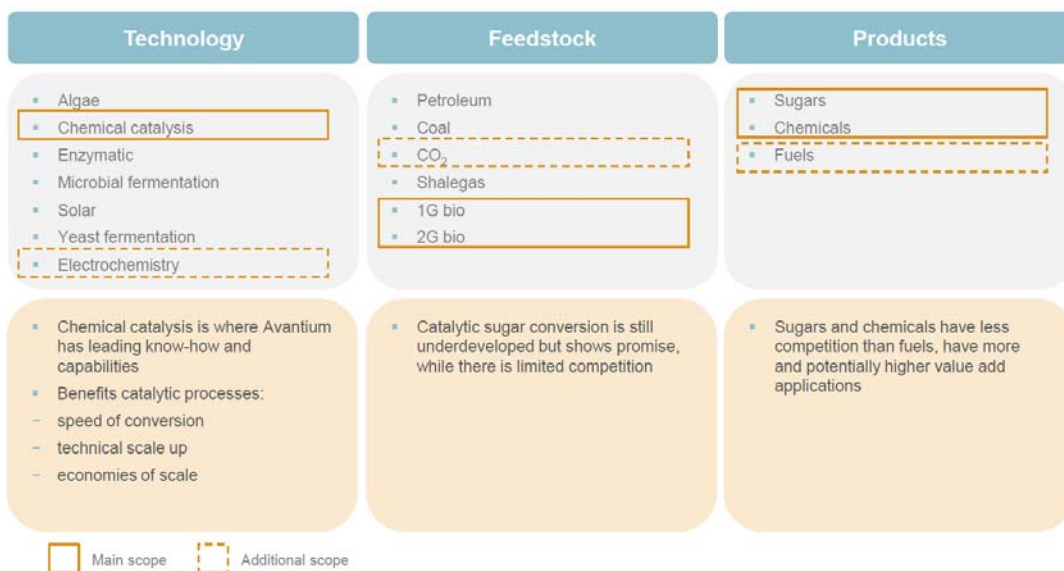 Technology
Feedstock
Products
▪ Algae
▪ Chemical catalysis
▪ Enzymatic
▪ Microbial fermentation
▪ Solar
▪ Yeast fermentation
▪ Electrochemistry
▪ Petroleum
▪ Coal
▪ CO₂
▪ Shalegas
▪ 1G bio
▪ 2G bio
▪ Sugars
▪ Chemicals
▪ Fuels
▪ Chemical catalysis is where Avantium
has leading know-how and
capabilities
▪ Benefits catalytic processes:
– speed of conversion
– technical scale up
– economies of scale
▪ Catalytic sugar conversion is still
underdeveloped but shows promise,
while there is limited competition
▪ Sugars and chemicals have less
competition than fuels, have more
and potentially higher value add
applications
Main scope
Additional scope